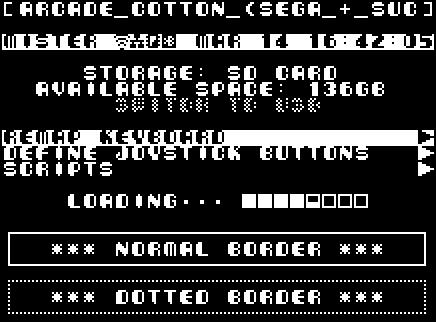 [ARCADE_COTTON_(SEGA_+_SUC]
MISTER MAR 14 16:42:05
STORAGE: SD CARD
AVAILABLE SPACE: 136GB
SWITCH TO USB
REMAP KEYBOARD
DEFINE JOYSTICK BUTTONS
SCRIPTS
LOADING...
*** NORMAL BORDER ***
*** DOTTED BORDER ***